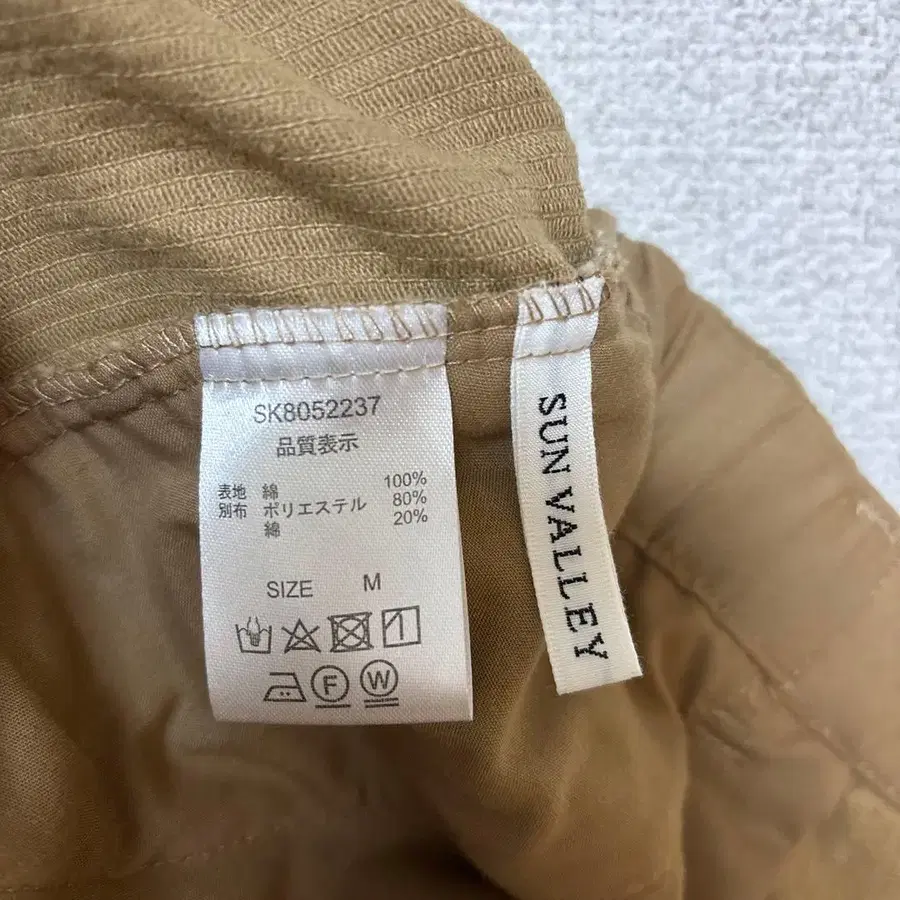 SK8052237
品質表示
表地 綿 100%
別布 ポリエステル 80%
綿 20%
SIZE M
F W
SUN VALLEY